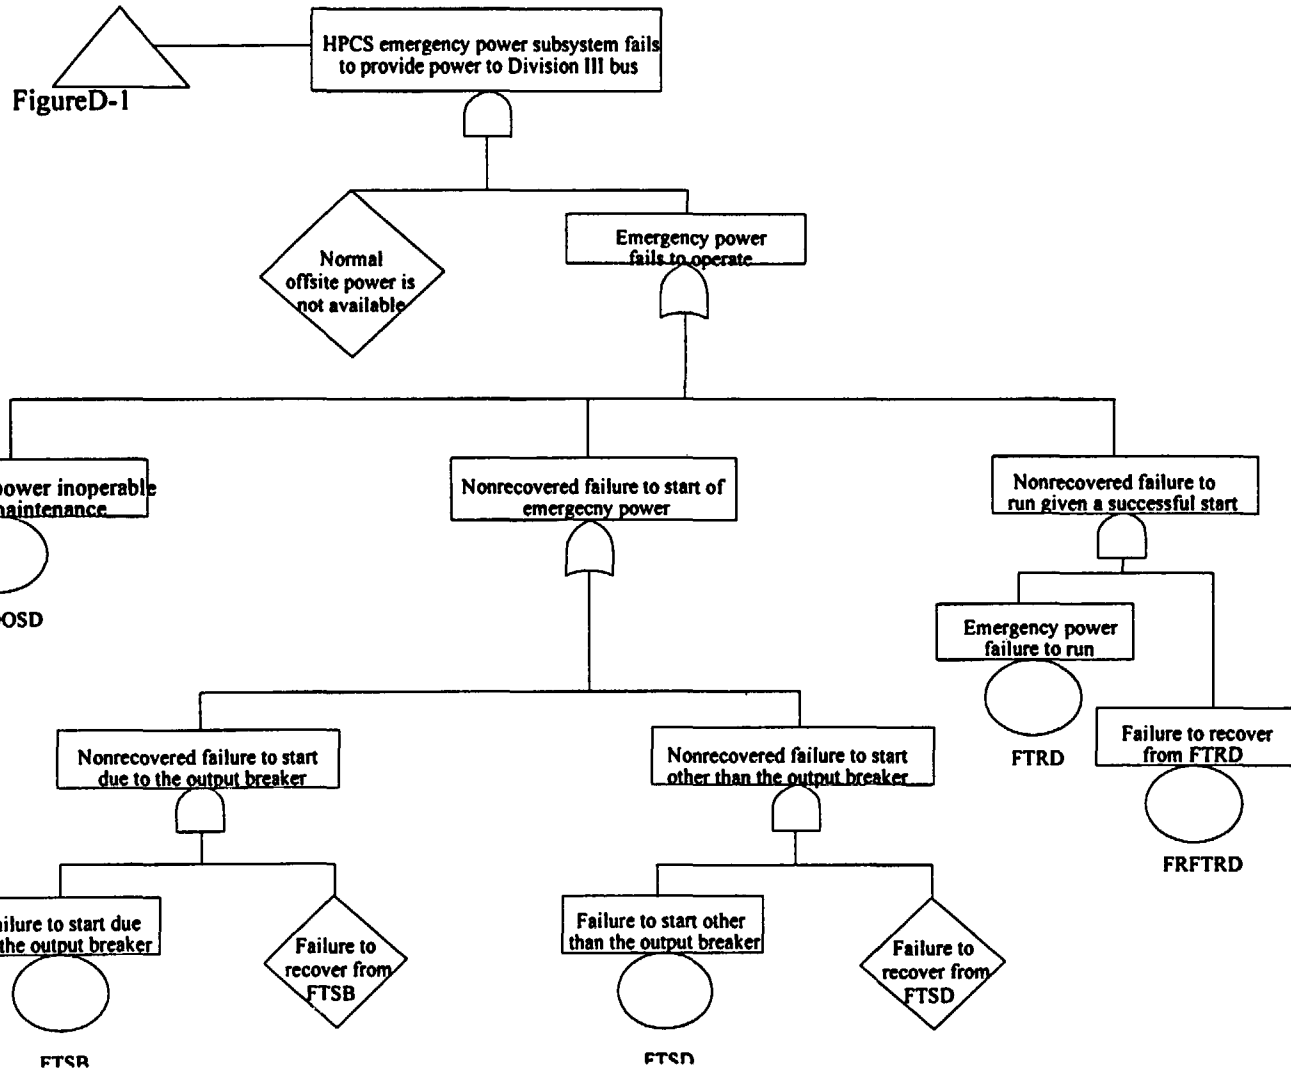 HPCS emergency power subsystem fails
to provide power to Division III bus
FigureD-1
Normal
offsite power is
not available
Emergency power
fails to operate
power inoperable
maintenance
OSD
Nonrecovered failure to start of
emergecny power
Nonrecovered failure to
run given a successful start
Emergency power
failure to run
FTRD
Failure to recover
from FTRD
FRFTRD
Nonrecovered failure to start
due to the output breaker
Nonrecovered failure to start
other than the output breaker
ailure to start due
the output breaker
FTSB
Failure to
recover from
FTSB
Failure to start other
than the output breaker
FTSD
Failure to
recover from
FTSD